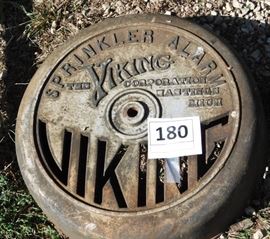 SPRINKLER ALARM
THE VIKING
CORPORATION
HASTINGS
MICH
180
VIKING